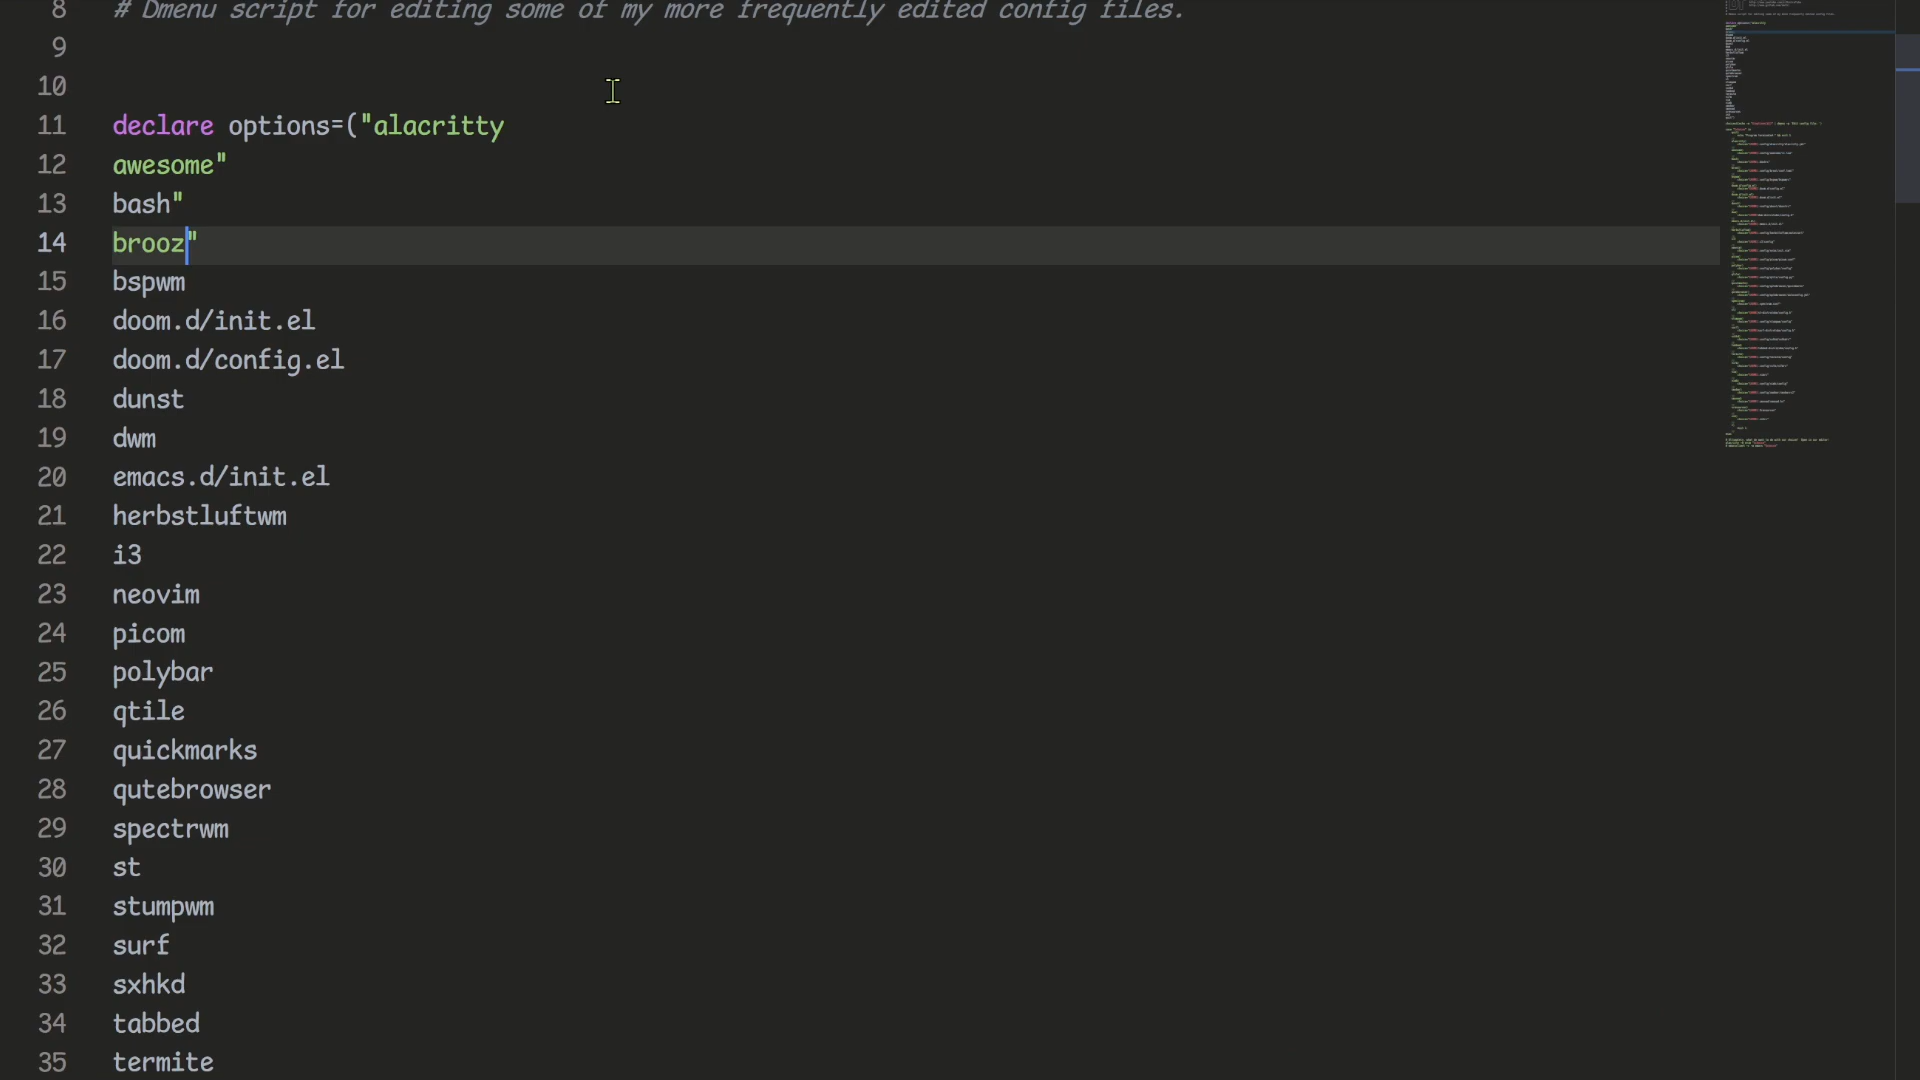 8 # Dmenu script for editing some of my more frequently edited config files.
9
10
11 declare options=("alacritty
12 awesome"
13 bash"
14 brooz"
15 bspwm
16 doom.d/init.el
17 doom.d/config.el
18 dunst
19 dwm
20 emacs.d/init.el
21 herbstluftwm
22 i3
23 neovim
24 picom
25 polybar
26 qtile
27 quickmarks
28 qutebrowser
29 spectrwm
30 st
31 stumpwm
32 surf
33 sxhkd
34 tabbed
35 termite